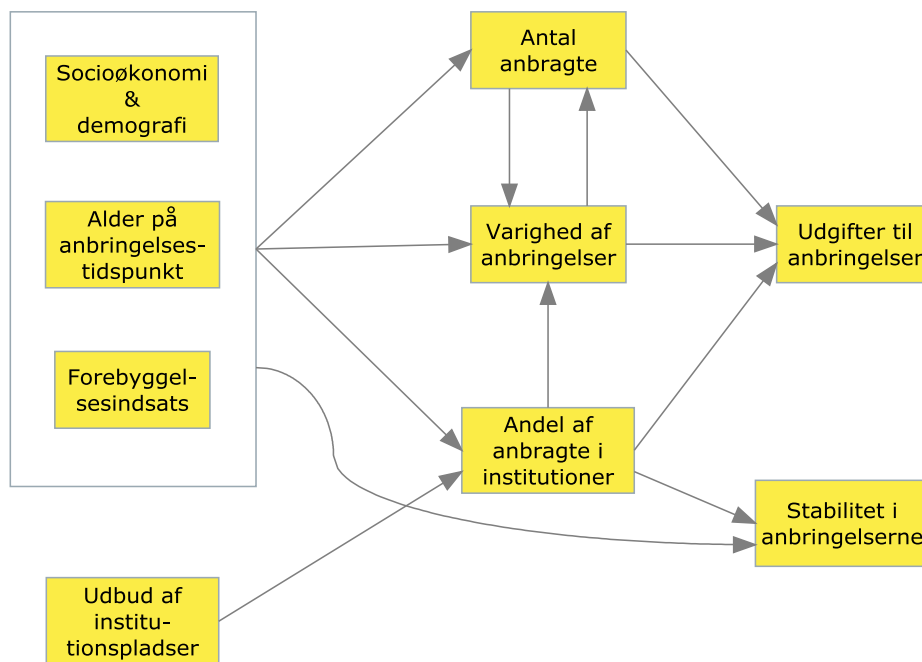 Socioøkonomi
&
demografi
Alder på
anbringelses-
tidspunkt
Forebyggel-
sesindsats
Udbud af
institu-
tionspladser
Antal
anbragte
Varighed af
anbringelser
Andel af
anbragte i
institutioner
Udgifter til
anbringelser
Stabilitet i
anbringelserne